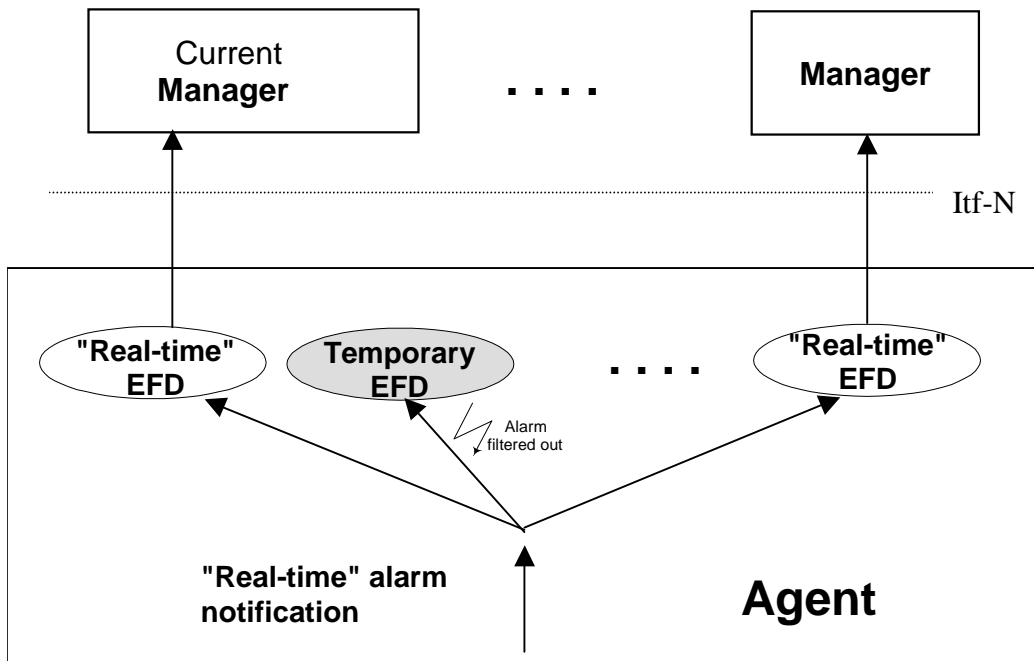 Current
Manager
. . . .
Manager
Itf-N
"Real-time"
EFD
Temporary
EFD
. . . .
"Real-time"
EFD
Alarm
filtered out
"Real-time" alarm
notification
Agent